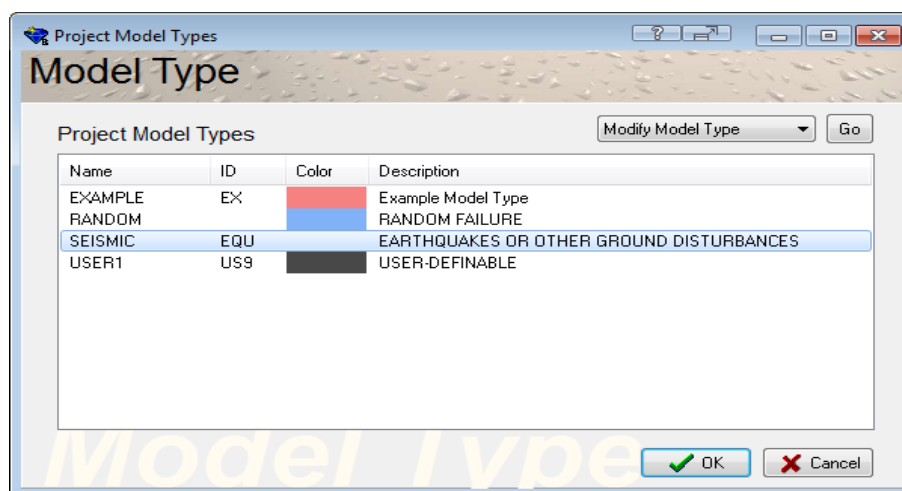 Project Model Types
Model Type
Project Model Types
Modify Model Type
Go
Name ID Color Description
EXAMPLE EX Example Model Type
RANDOM RANDOM FAILURE
SEISMIC EQU EARTHQUAKES OR OTHER GROUND DISTURBANCES
USER1 US9 USER-DEFINABLE
Model Type
OK
Cancel